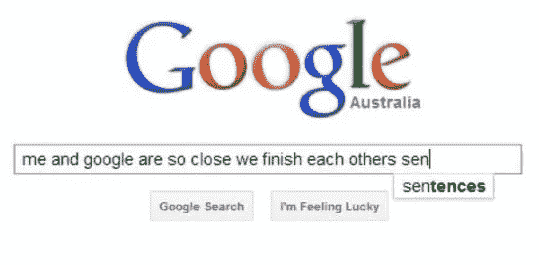 Google
Australia
me and google are so close we finish each others sen
sentences
Google Search
I'm Feeling Lucky